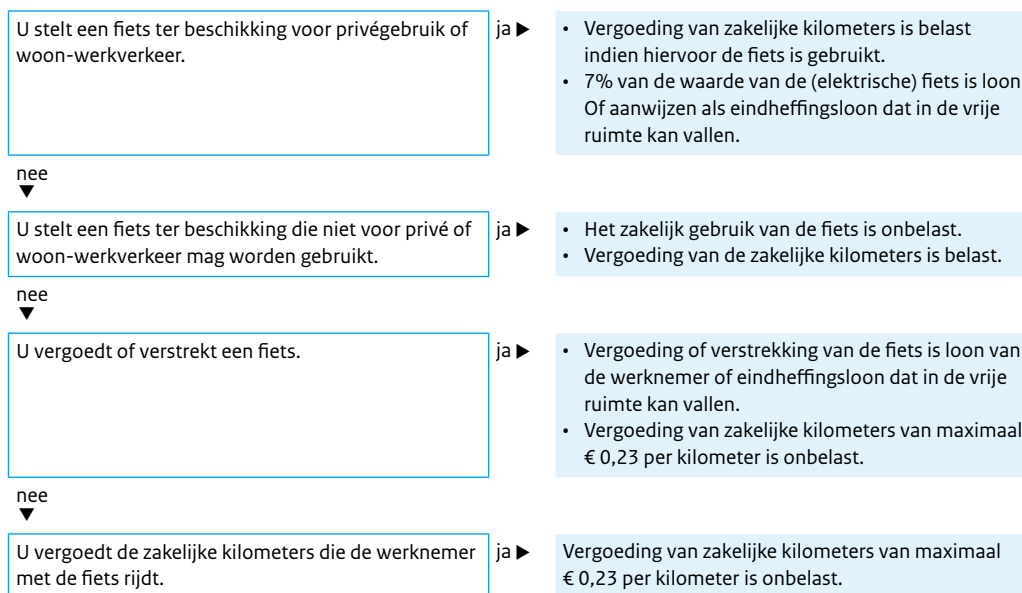 U stelt een fiets ter beschikking voor privégebruik of
woon-werkverkeer.
ja ▶
• Vergoeding van zakelijke kilometers is belast
indien hiervoor de fiets is gebruikt.
• 7% van de waarde van de (elektrische) fiets is loon
Of aanwijzen als eindheffingsloon dat in de vrije
ruimte kan vallen.
nee
▼
U stelt een fiets ter beschikking die niet voor privé of
woon-werkverkeer mag worden gebruikt.
ja ▶
• Het zakelijk gebruik van de fiets is onbelast.
• Vergoeding van de zakelijke kilometers is belast.
nee
▼
U vergoedt of verstrekt een fiets.
ja ▶
• Vergoeding of verstrekking van de fiets is loon van
de werknemer of eindheffingsloon dat in de vrije
ruimte kan vallen.
• Vergoeding van zakelijke kilometers van maximaal
€ 0,23 per kilometer is onbelast.
nee
▼
U vergoedt de zakelijke kilometers die de werknemer
met de fiets rijdt.
ja ▶
Vergoeding van zakelijke kilometers van maximaal
€ 0,23 per kilometer is onbelast.